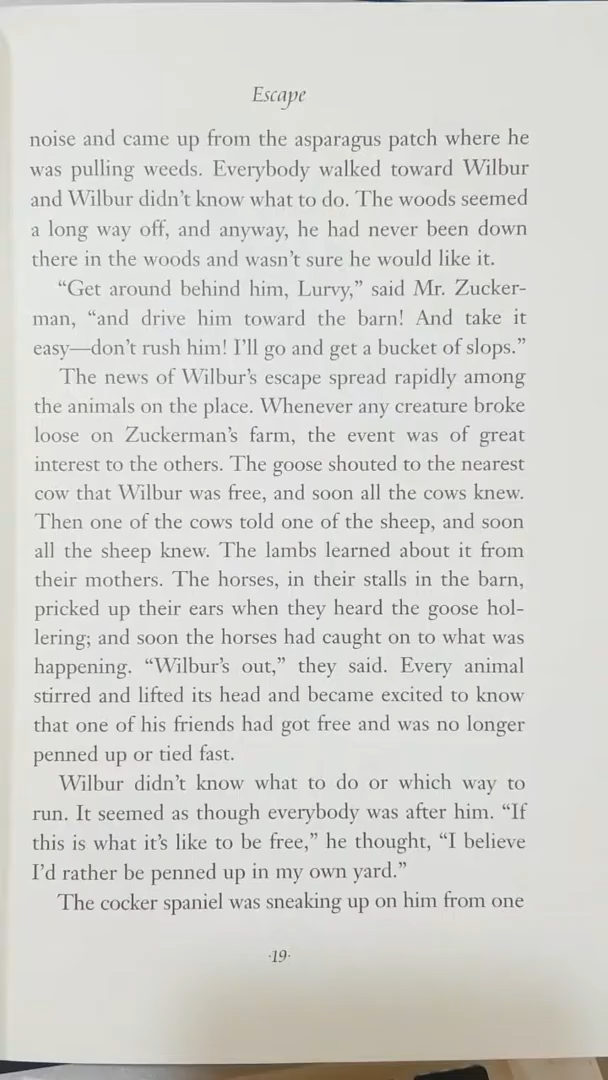 Escape
noise and came up from the asparagus patch where he
was pulling weeds. Everybody walked toward Wilbur
and Wilbur didn’t know what to do. The woods seemed
a long way off, and anyway, he had never been down
there in the woods and wasn’t sure he would like it.
“Get around behind him, Lurvy,” said Mr. Zucker-
man, “and drive him toward the barn! And take it
easy—don’t rush him! I’ll go and get a bucket of slops.”
The news of Wilbur’s escape spread rapidly among
the animals on the place. Whenever any creature broke
loose on Zuckerman’s farm, the event was of great
interest to the others. The goose shouted to the nearest
cow that Wilbur was free, and soon all the cows knew.
Then one of the cows told one of the sheep, and soon
all the sheep knew. The lambs learned about it from
their mothers. The horses, in their stalls in the barn,
pricked up their ears when they heard the goose hol-
lering; and soon the horses had caught on to what was
happening. “Wilbur’s out,” they said. Every animal
stirred and lifted its head and became excited to know
that one of his friends had got free and was no longer
penned up or tied fast.
Wilbur didn’t know what to do or which way to
run. It seemed as though everybody was after him. “If
this is what it’s like to be free,” he thought, “I believe
I’d rather be penned up in my own yard.”
The cocker spaniel was sneaking up on him from one
·19·